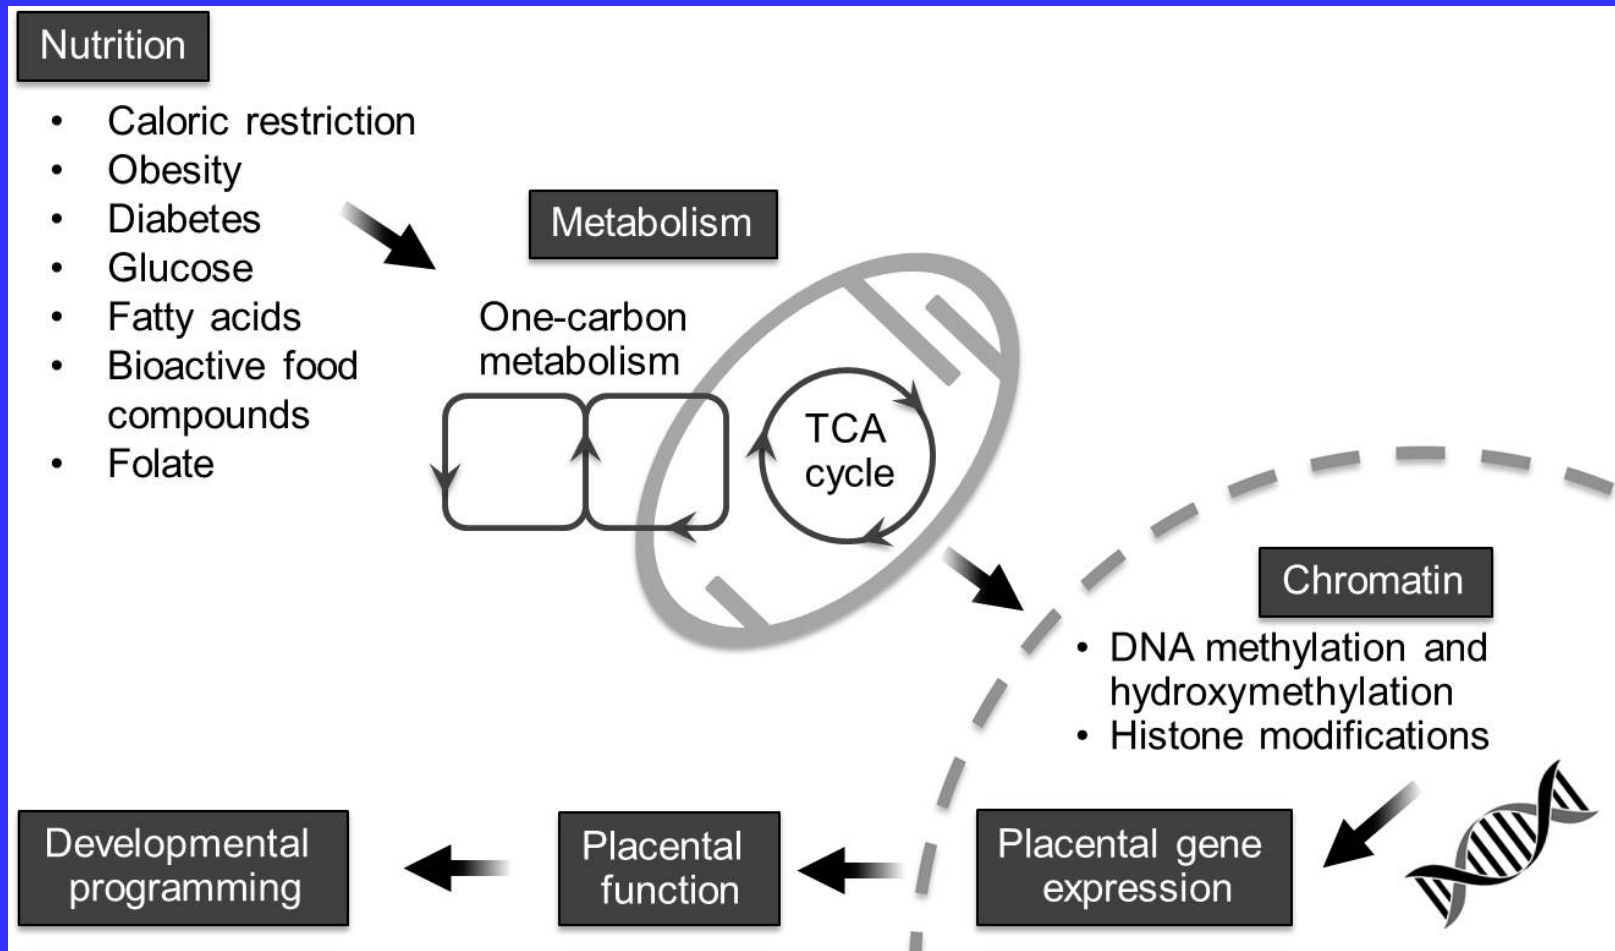 Nutrition
• Caloric restriction
• Obesity
• Diabetes
• Glucose
• Fatty acids
• Bioactive food
compounds
• Folate
Metabolism
One-carbon
metabolism
TCA
cycle
Chromatin
• DNA methylation and
hydroxymethylation
• Histone modifications
Placental gene
expression
Placental
function
Developmental
programming